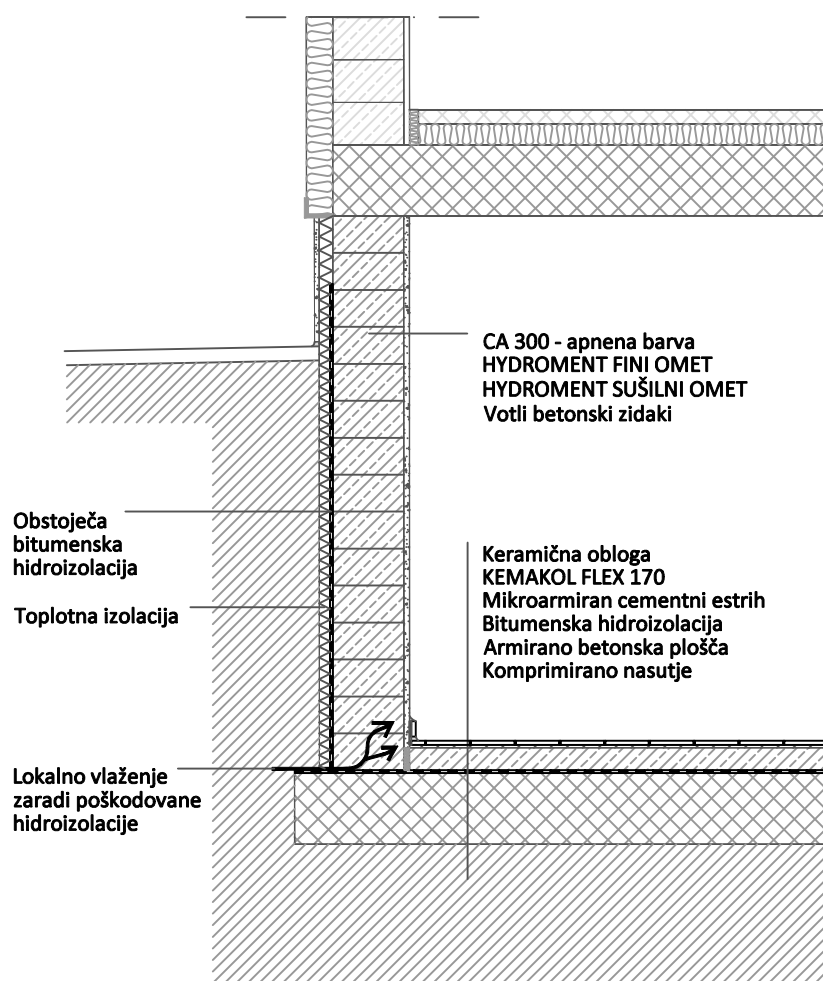 CA 300 - apnena barva
HYDROMENT FINI OMET
HYDROMENT SUŠILNI OMET
Votli betonski zidaki
Obstoječa
bitumenska
hidroizolacija
Toplotna izolacija
Keramična obloga
KEMAKOL FLEX 170
Mikroarmiran cementni estrih
Bitumenska hidroizolacija
Armirano betonska plošča
Komprimirano nasutje
Lokalno vlaženje
zaradi poškodovane
hidroizolacije